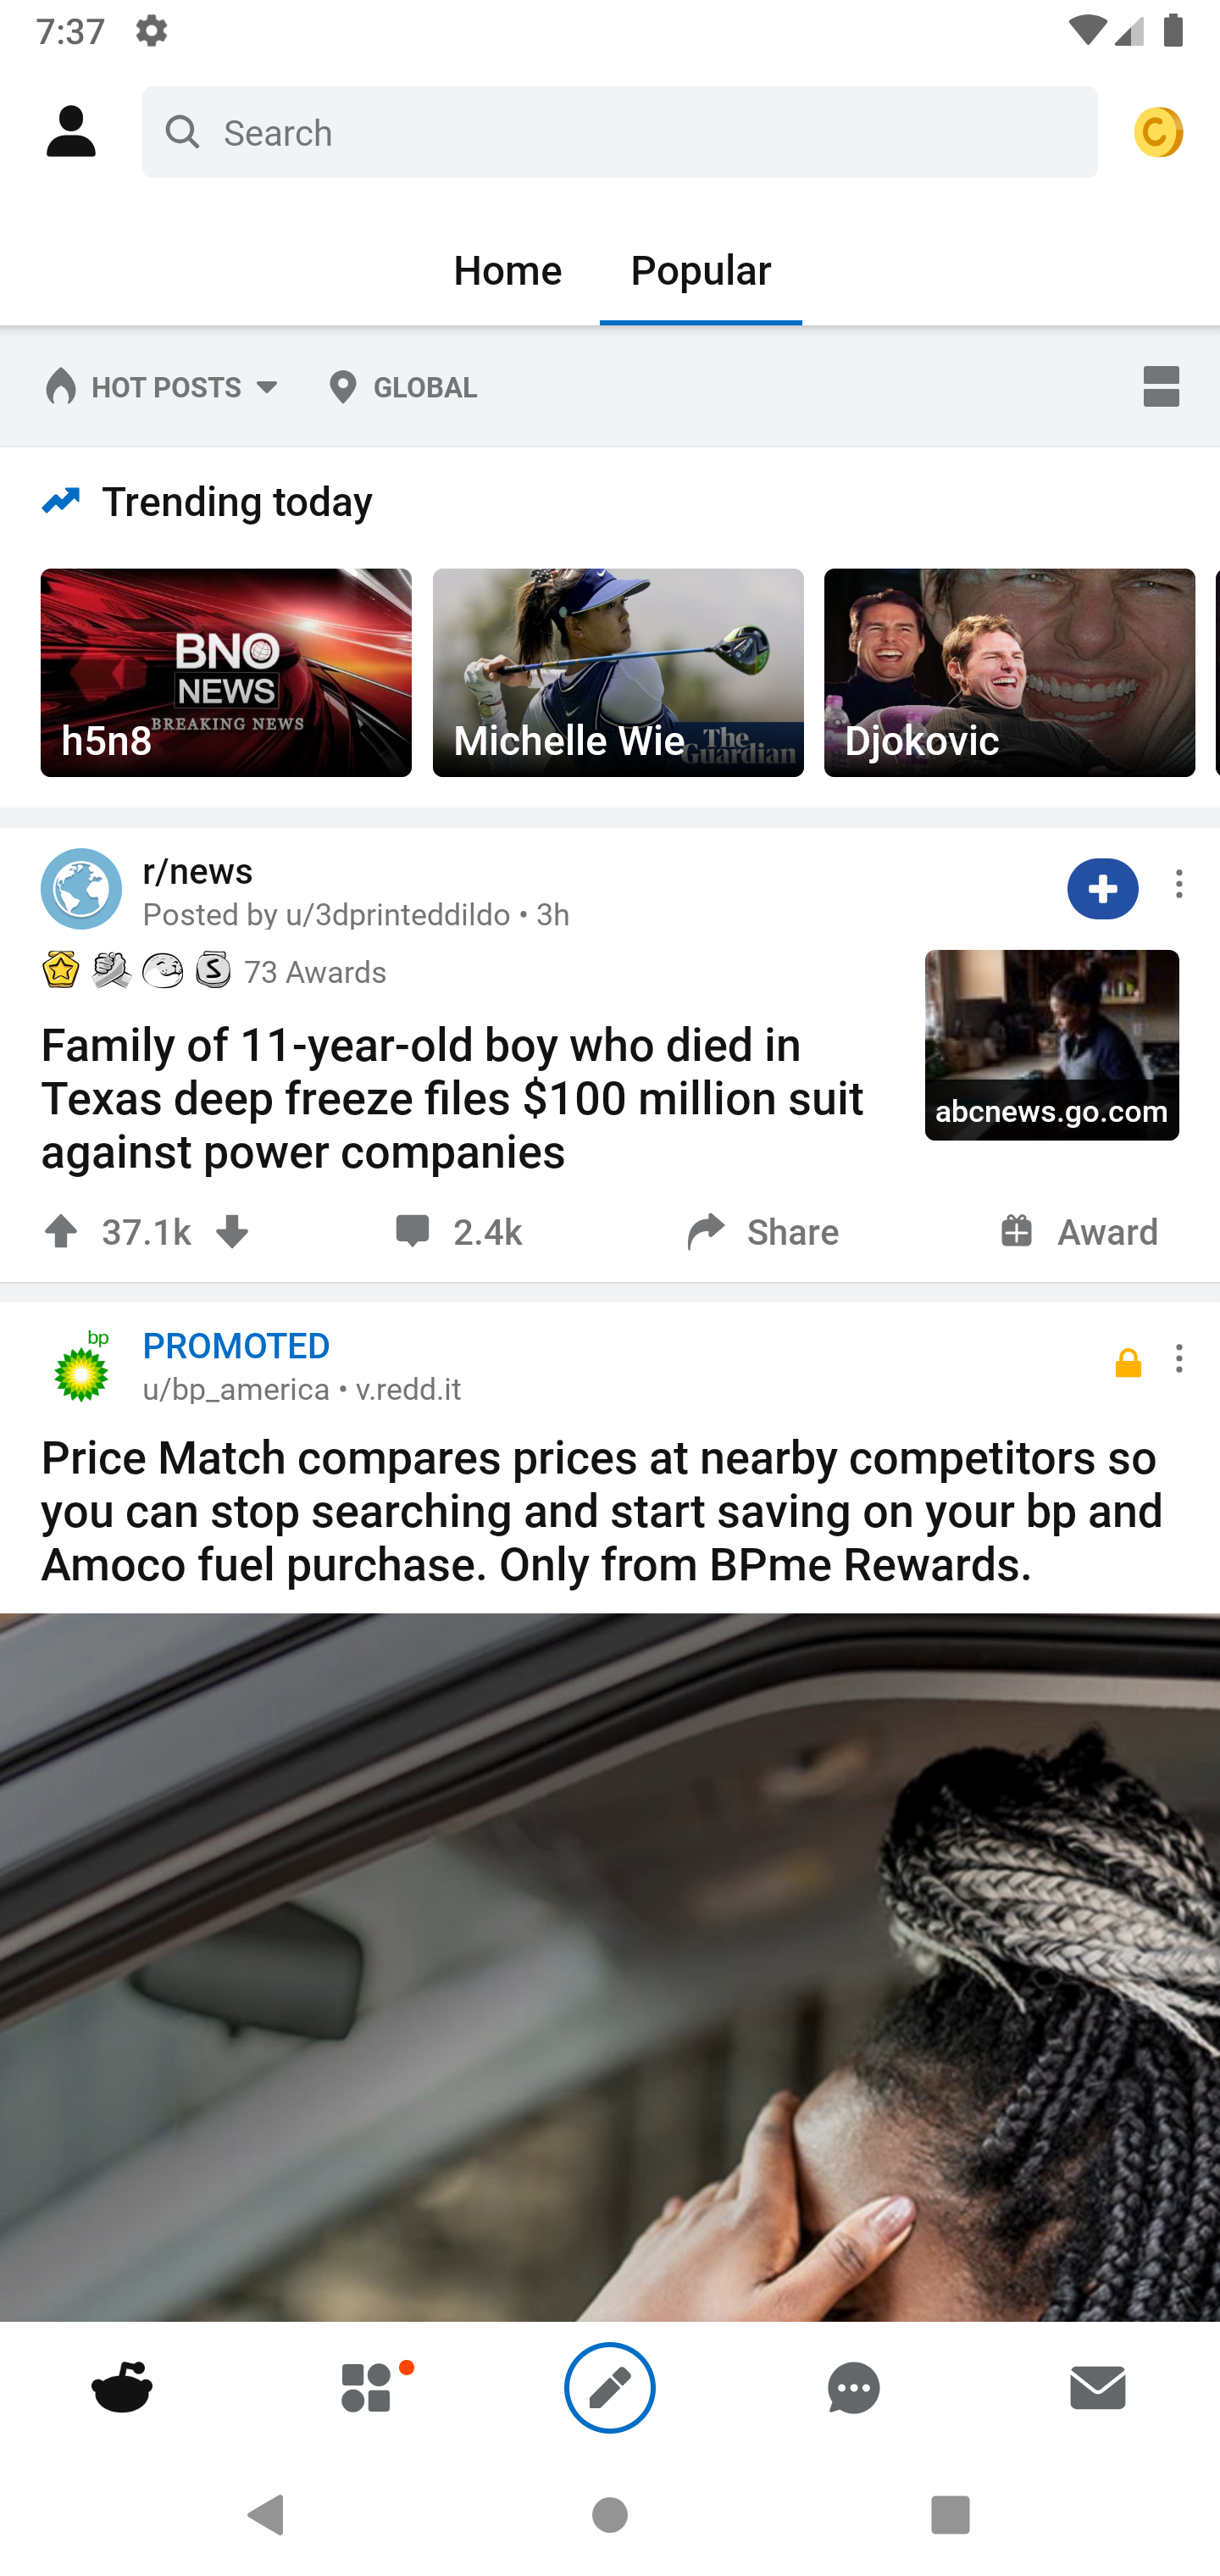 7:37
Search
Home Popular
HOT POSTS GLOBAL
Trending today
BNO
NEWS
BREAKING NEWS
h5n8
The
Guardian
Michelle Wie
Djokovic
r/news
Posted by u/3dprinteddildo • 3h
73 Awards
Family of 11-year-old boy who died in
Texas deep freeze files $100 million suit
against power companies
abcnews.go.com
37.1k 2.4k Share Award
bp
PROMOTED
u/bp_america • v.redd.it
Price Match compares prices at nearby competitors so
you can stop searching and start saving on your bp and
Amoco fuel purchase. Only from BPme Rewards.